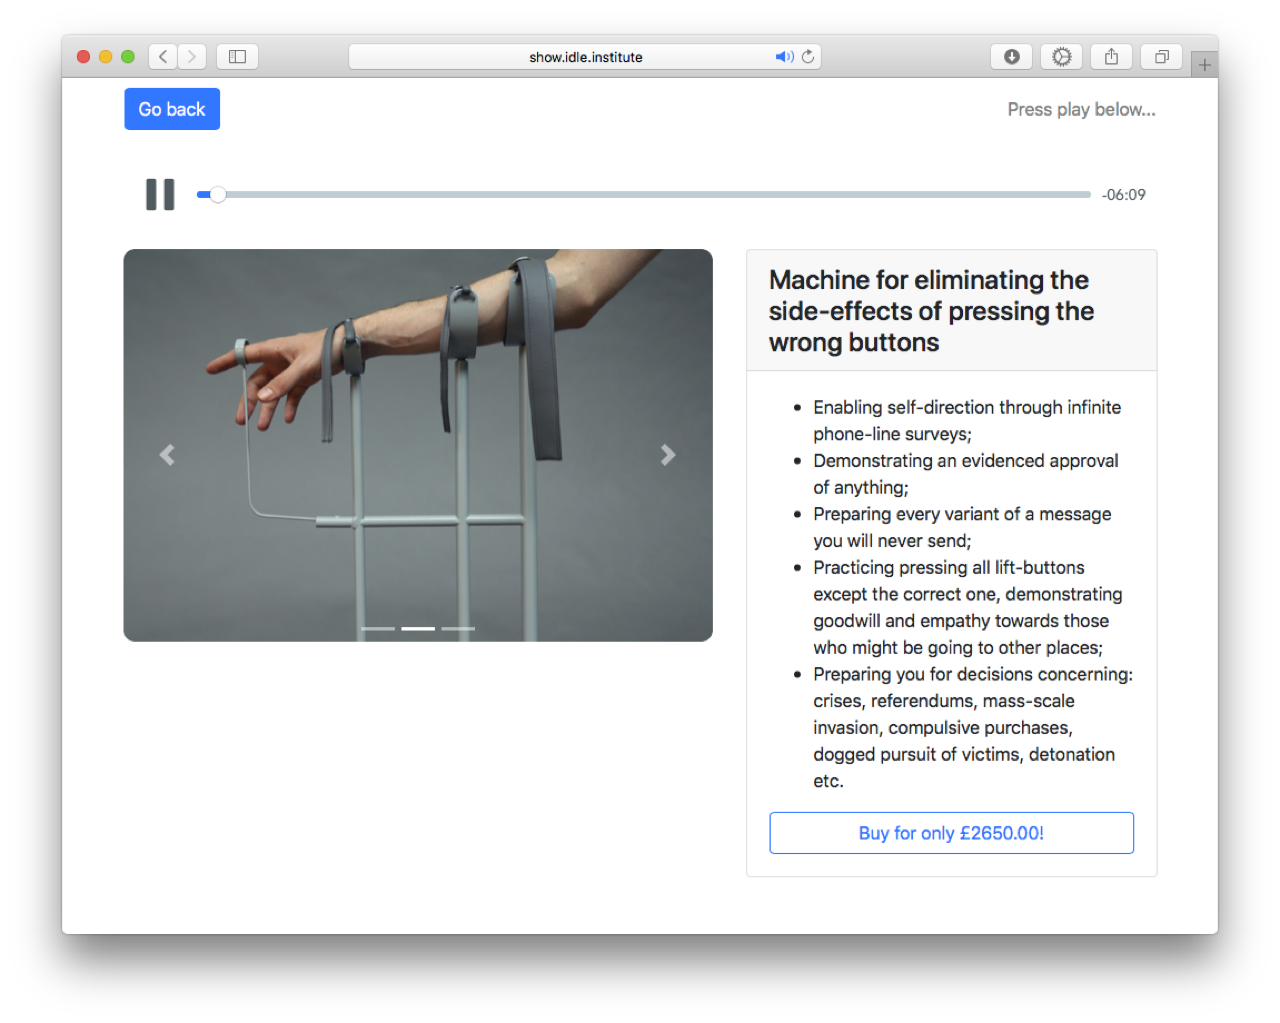 show.idle.institute
Go back
Press play below...
-06:09
Machine for eliminating the
side-effects of pressing the
wrong buttons
• Enabling self-direction through infinite
phone-line surveys;
• Demonstrating an evidenced approval
of anything;
• Preparing every variant of a message
you will never send;
• Practicing pressing all lift-buttons
except the correct one, demonstrating
goodwill and empathy towards those
who might be going to other places;
• Preparing you for decisions concerning:
crises, referendums, mass-scale
invasion, compulsive purchases,
dogged pursuit of victims, detonation
etc.
Buy for only £2650.00!